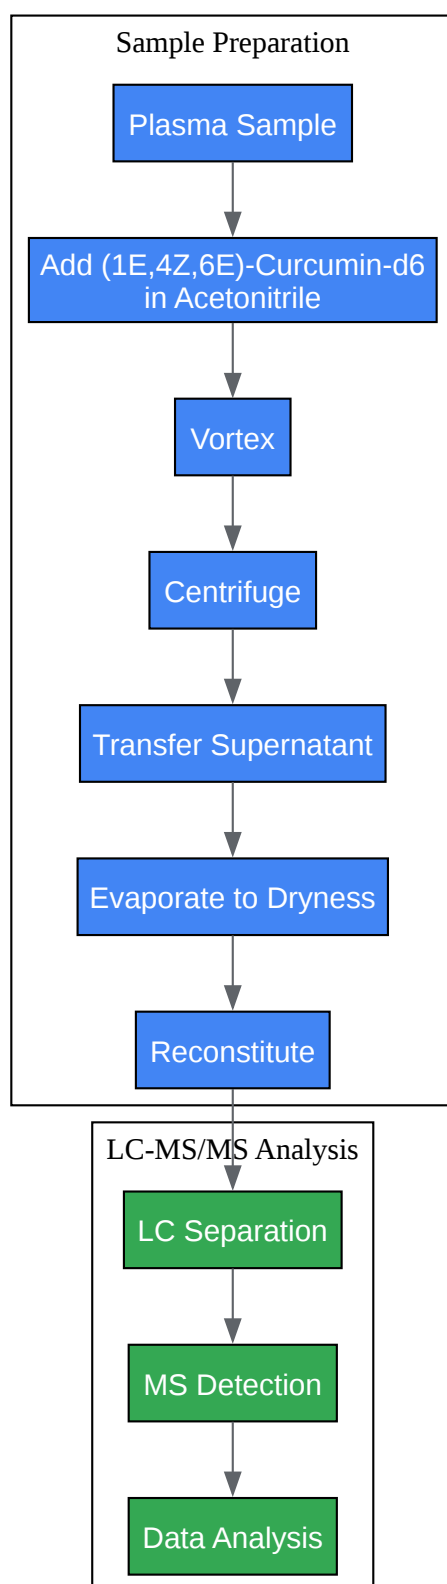 Sample Preparation
Plasma Sample
Add (1E,4Z,6E)-Curcumin-d6
in Acetonitrile
Vortex
Centrifuge
Transfer Supernatant
Evaporate to Dryness
Reconstitute
LC-MS/MS Analysis
LC Separation
MS Detection
Data Analysis